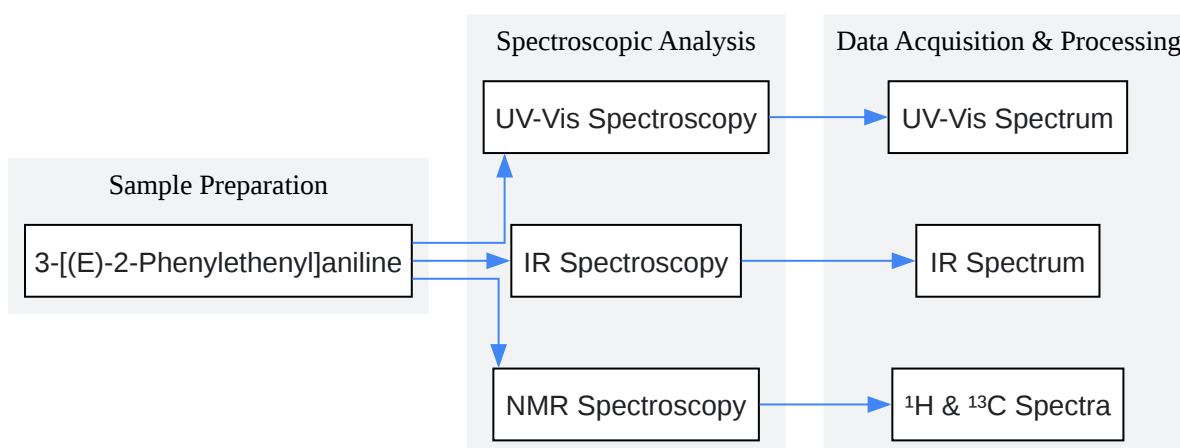 Spectroscopic Analysis
Data Acquisition & Processing
UV-Vis Spectroscopy
UV-Vis Spectrum
Sample Preparation
3-[(E)-2-Phenylethenyl]aniline
IR Spectroscopy
IR Spectrum
NMR Spectroscopy
¹H & ¹³C Spectra